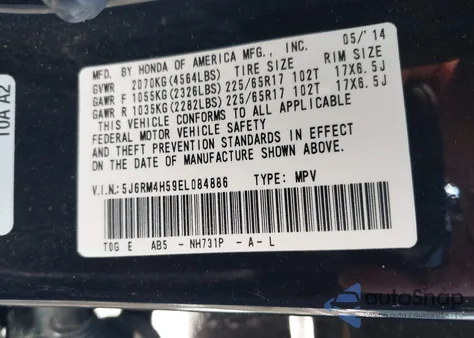 MFD. BY HONDA OF AMERICA MFG., INC. 05/'14
GVWR 2070KG(4564LBS) TIRE SIZE RIM SIZE
GAWR F 1055KG(2326LBS) 225/65R17 102T 17X6.5J
GAWR R 1035KG(2282LBS) 225/65R17 102T 17X6.5J
THIS VEHICLE CONFORMS TO ALL APPLICABLE
FEDERAL MOTOR VEHICLE SAFETY
AND THEFT PREVENTION STANDARDS IN EFFECT
ON THE DATE OF MANUFACTURE SHOWN ABOVE.
V.I.N.:5J6RM4H59EL084886 TYPE: MPV
T0G E AB5 -NH731P -A-L
10A A2
autoSnap